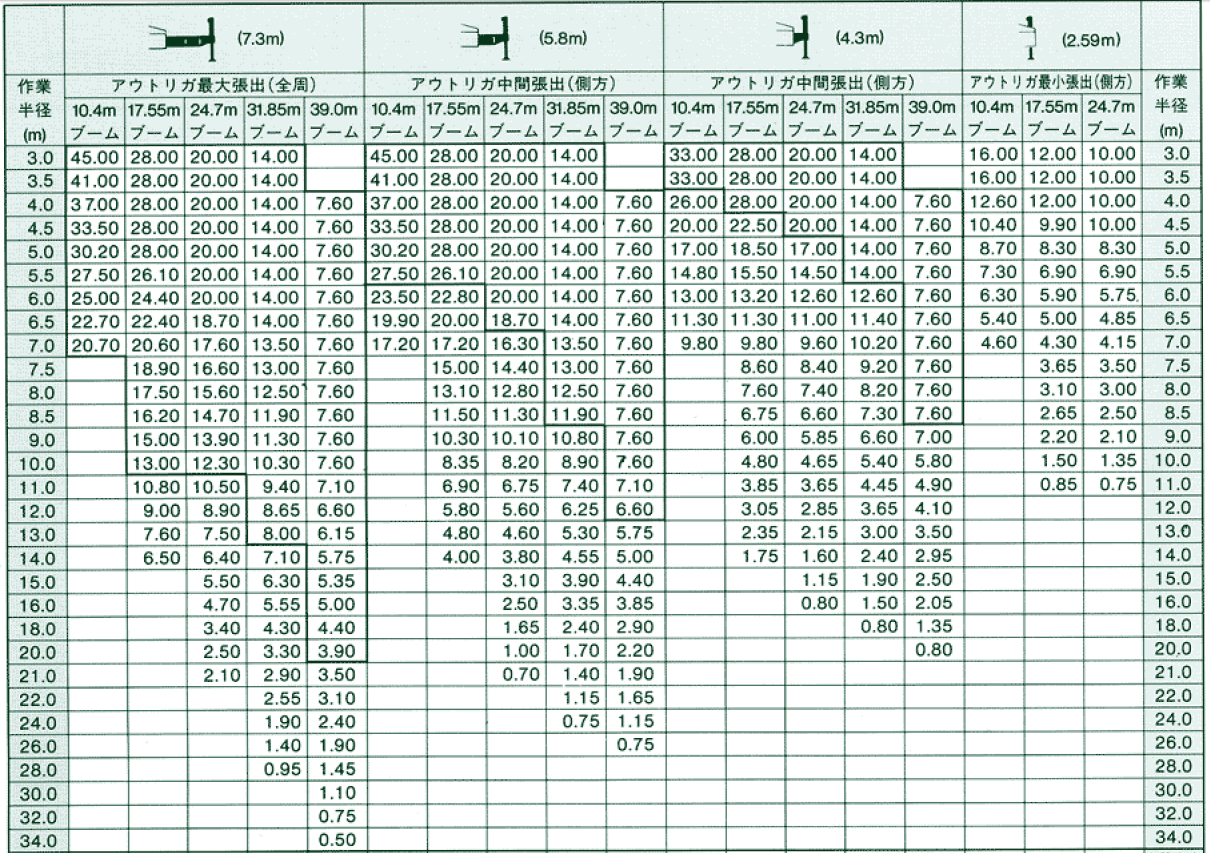 (7.3m) (5.8m) (4.3m) (2.59m)
作業 アウトリガ最大張出(全周) アウトリガ中間張出(側方) アウトリガ中間張出(側方) アウトリガ最小張出(側方) 作業
半径 10.4m 17.55m 24.7m 31.85m 39.0m 10.4m 17.55m 24.7m 31.85m 39.0m 10.4m 17.55m 24.7m 31.85m 39.0m 10.4m 17.55m 24.7m 半径
(m) ブーム ブーム ブーム ブーム ブーム ブーム ブーム ブーム ブーム ブーム ブーム ブーム ブーム ブーム ブーム ブーム ブーム ブーム (m)
3.0 45.00 28.00 20.00 14.00 45.00 28.00 20.00 14.00 33.00 28.00 20.00 14.00 16.00 12.00 10.00 3.0
3.5 41.00 28.00 20.00 14.00 41.00 28.00 20.00 14.00 33.00 28.00 20.00 14.00 16.00 12.00 10.00 3.5
4.0 37.00 28.00 20.00 14.00 7.60 37.00 28.00 20.00 14.00 7.60 26.00 28.00 20.00 14.00 7.60 12.60 12.00 10.00 4.0
4.5 33.50 28.00 20.00 14.00 7.60 33.50 28.00 20.00 14.00 7.60 20.00 22.50 20.00 14.00 7.60 10.40 9.90 10.00 4.5
5.0 30.20 28.00 20.00 14.00 7.60 30.20 28.00 20.00 14.00 7.60 17.00 18.50 17.00 14.00 7.60 8.70 8.30 8.30 5.0
5.5 27.50 26.10 20.00 14.00 7.60 27.50 26.10 20.00 14.00 7.60 14.80 15.50 14.50 14.00 7.60 7.30 6.90 6.90 5.5
6.0 25.00 24.40 20.00 14.00 7.60 23.50 22.80 20.00 14.00 7.60 13.00 13.20 12.60 12.60 7.60 6.30 5.90 5.75 6.0
6.5 22.70 22.40 18.70 14.00 7.60 19.90 20.00 18.70 14.00 7.60 11.30 11.30 11.00 11.40 7.60 5.40 5.00 4.85 6.5
7.0 20.70 20.60 17.60 13.50 7.60 17.20 17.20 16.30 13.50 7.60 9.80 9.80 9.60 10.20 7.60 4.60 4.30 4.15 7.0
7.5 18.90 16.60 13.00 7.60 15.00 14.40 13.00 7.60 8.60 8.40 9.20 7.60 3.65 3.50 7.5
8.0 17.50 15.60 12.50 7.60 13.10 12.80 12.50 7.60 7.60 7.40 8.20 7.60 3.10 3.00 8.0
8.5 16.20 14.70 11.90 7.60 11.50 11.30 11.90 7.60 6.75 6.60 7.30 7.60 2.65 2.50 8.5
9.0 15.00 13.90 11.30 7.60 10.30 10.10 10.80 7.60 6.00 5.85 6.60 7.00 2.20 2.10 9.0
10.0 13.00 12.30 10.30 7.60 8.35 8.20 8.90 7.60 4.80 4.65 5.40 5.80 1.50 1.35 10.0
11.0 10.80 10.50 9.40 7.10 6.90 6.75 7.40 7.10 3.85 3.65 4.45 4.90 0.85 0.75 11.0
12.0 9.00 8.90 8.65 6.60 5.80 5.60 6.25 6.60 3.05 2.85 3.65 4.10 12.0
13.0 7.60 7.50 8.00 6.15 4.80 4.60 5.30 5.75 2.35 2.15 3.00 3.50 13.0
14.0 6.50 6.40 7.10 5.75 4.00 3.80 4.55 5.00 1.75 1.60 2.40 2.95 14.0
15.0 5.50 6.30 5.35 3.10 3.90 4.40 1.15 1.90 2.50 15.0
16.0 4.70 5.55 5.00 2.50 3.35 3.85 0.80 1.50 2.05 16.0
18.0 3.40 4.30 4.40 1.65 2.40 2.90 0.80 1.35 18.0
20.0 2.50 3.30 3.90 1.00 1.70 2.20 0.80 20.0
21.0 2.10 2.90 3.50 0.70 1.40 1.90 21.0
22.0 2.55 3.10 1.15 1.65 22.0
24.0 1.90 2.40 0.75 1.15 24.0
26.0 1.40 1.90 0.75 26.0
28.0 0.95 1.45 28.0
30.0 1.10 30.0
32.0 0.75 32.0
34.0 0.50 34.0